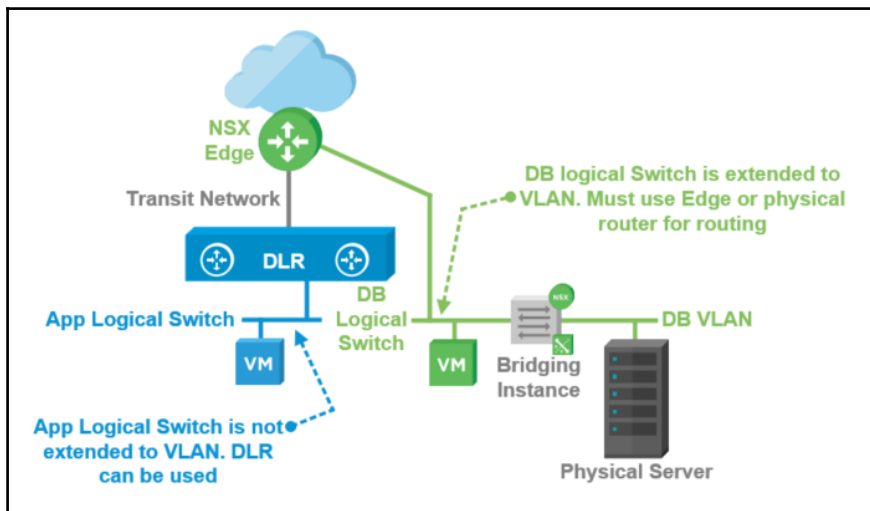 NSX
Edge
DB logical Switch is extended to
VLAN. Must use Edge or physical
router for routing
Transit Network
DLR
App Logical Switch
DB
Logical
Switch
NSX
DB VLAN
VM
VM
Bridging
Instance
App Logical Switch is not
extended to VLAN. DLR
can be used
Physical Server